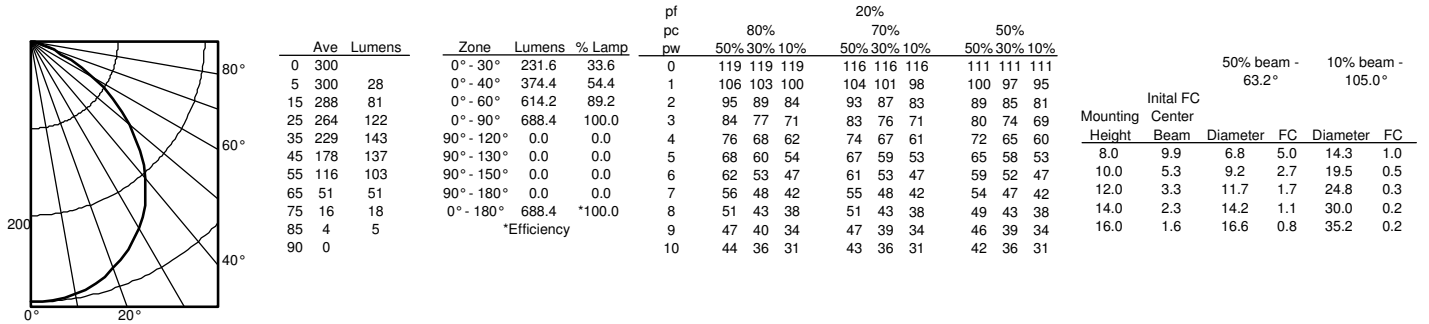 80°
60°
200
40°
0° 20°
Ave Lumens
0 300
5 300 28
15 288 81
25 264 122
35 229 143
45 178 137
55 116 103
65 51 51
75 16 18
85 4 5
90 0
Zone Lumens % Lamp
0° - 30° 231.6 33.6
0° - 40° 374.4 54.4
0° - 60° 614.2 89.2
0° - 90° 688.4 100.0
90° - 120° 0.0 0.0
90° - 130° 0.0 0.0
90° - 150° 0.0 0.0
90° - 180° 0.0 0.0
0° - 180° 688.4 *100.0
*Efficiency
pf 20%
pc 80% 70% 50%
pw 50% 30% 10% 50% 30% 10% 50% 30% 10%
0 119 119 119 116 116 116 111 111 111
1 106 103 100 104 101 98 100 97 95
2 95 89 84 93 87 83 89 85 81
3 84 77 71 83 76 71 80 74 69
4 76 68 62 74 67 61 72 65 60
5 68 60 54 67 59 53 65 58 53
6 62 53 47 61 53 47 59 52 47
7 56 48 42 55 48 42 54 47 42
8 51 43 38 51 43 38 49 43 38
9 47 40 34 47 39 34 46 39 34
10 44 36 31 43 36 31 42 36 31
50% beam - 10% beam -
63.2° 105.0°
Inital FC
Mounting Center
Height Beam Diameter FC Diameter FC
8.0 9.9 6.8 5.0 14.3 1.0
10.0 5.3 9.2 2.7 19.5 0.5
12.0 3.3 11.7 1.7 24.8 0.3
14.0 2.3 14.2 1.1 30.0 0.2
16.0 1.6 16.6 0.8 35.2 0.2